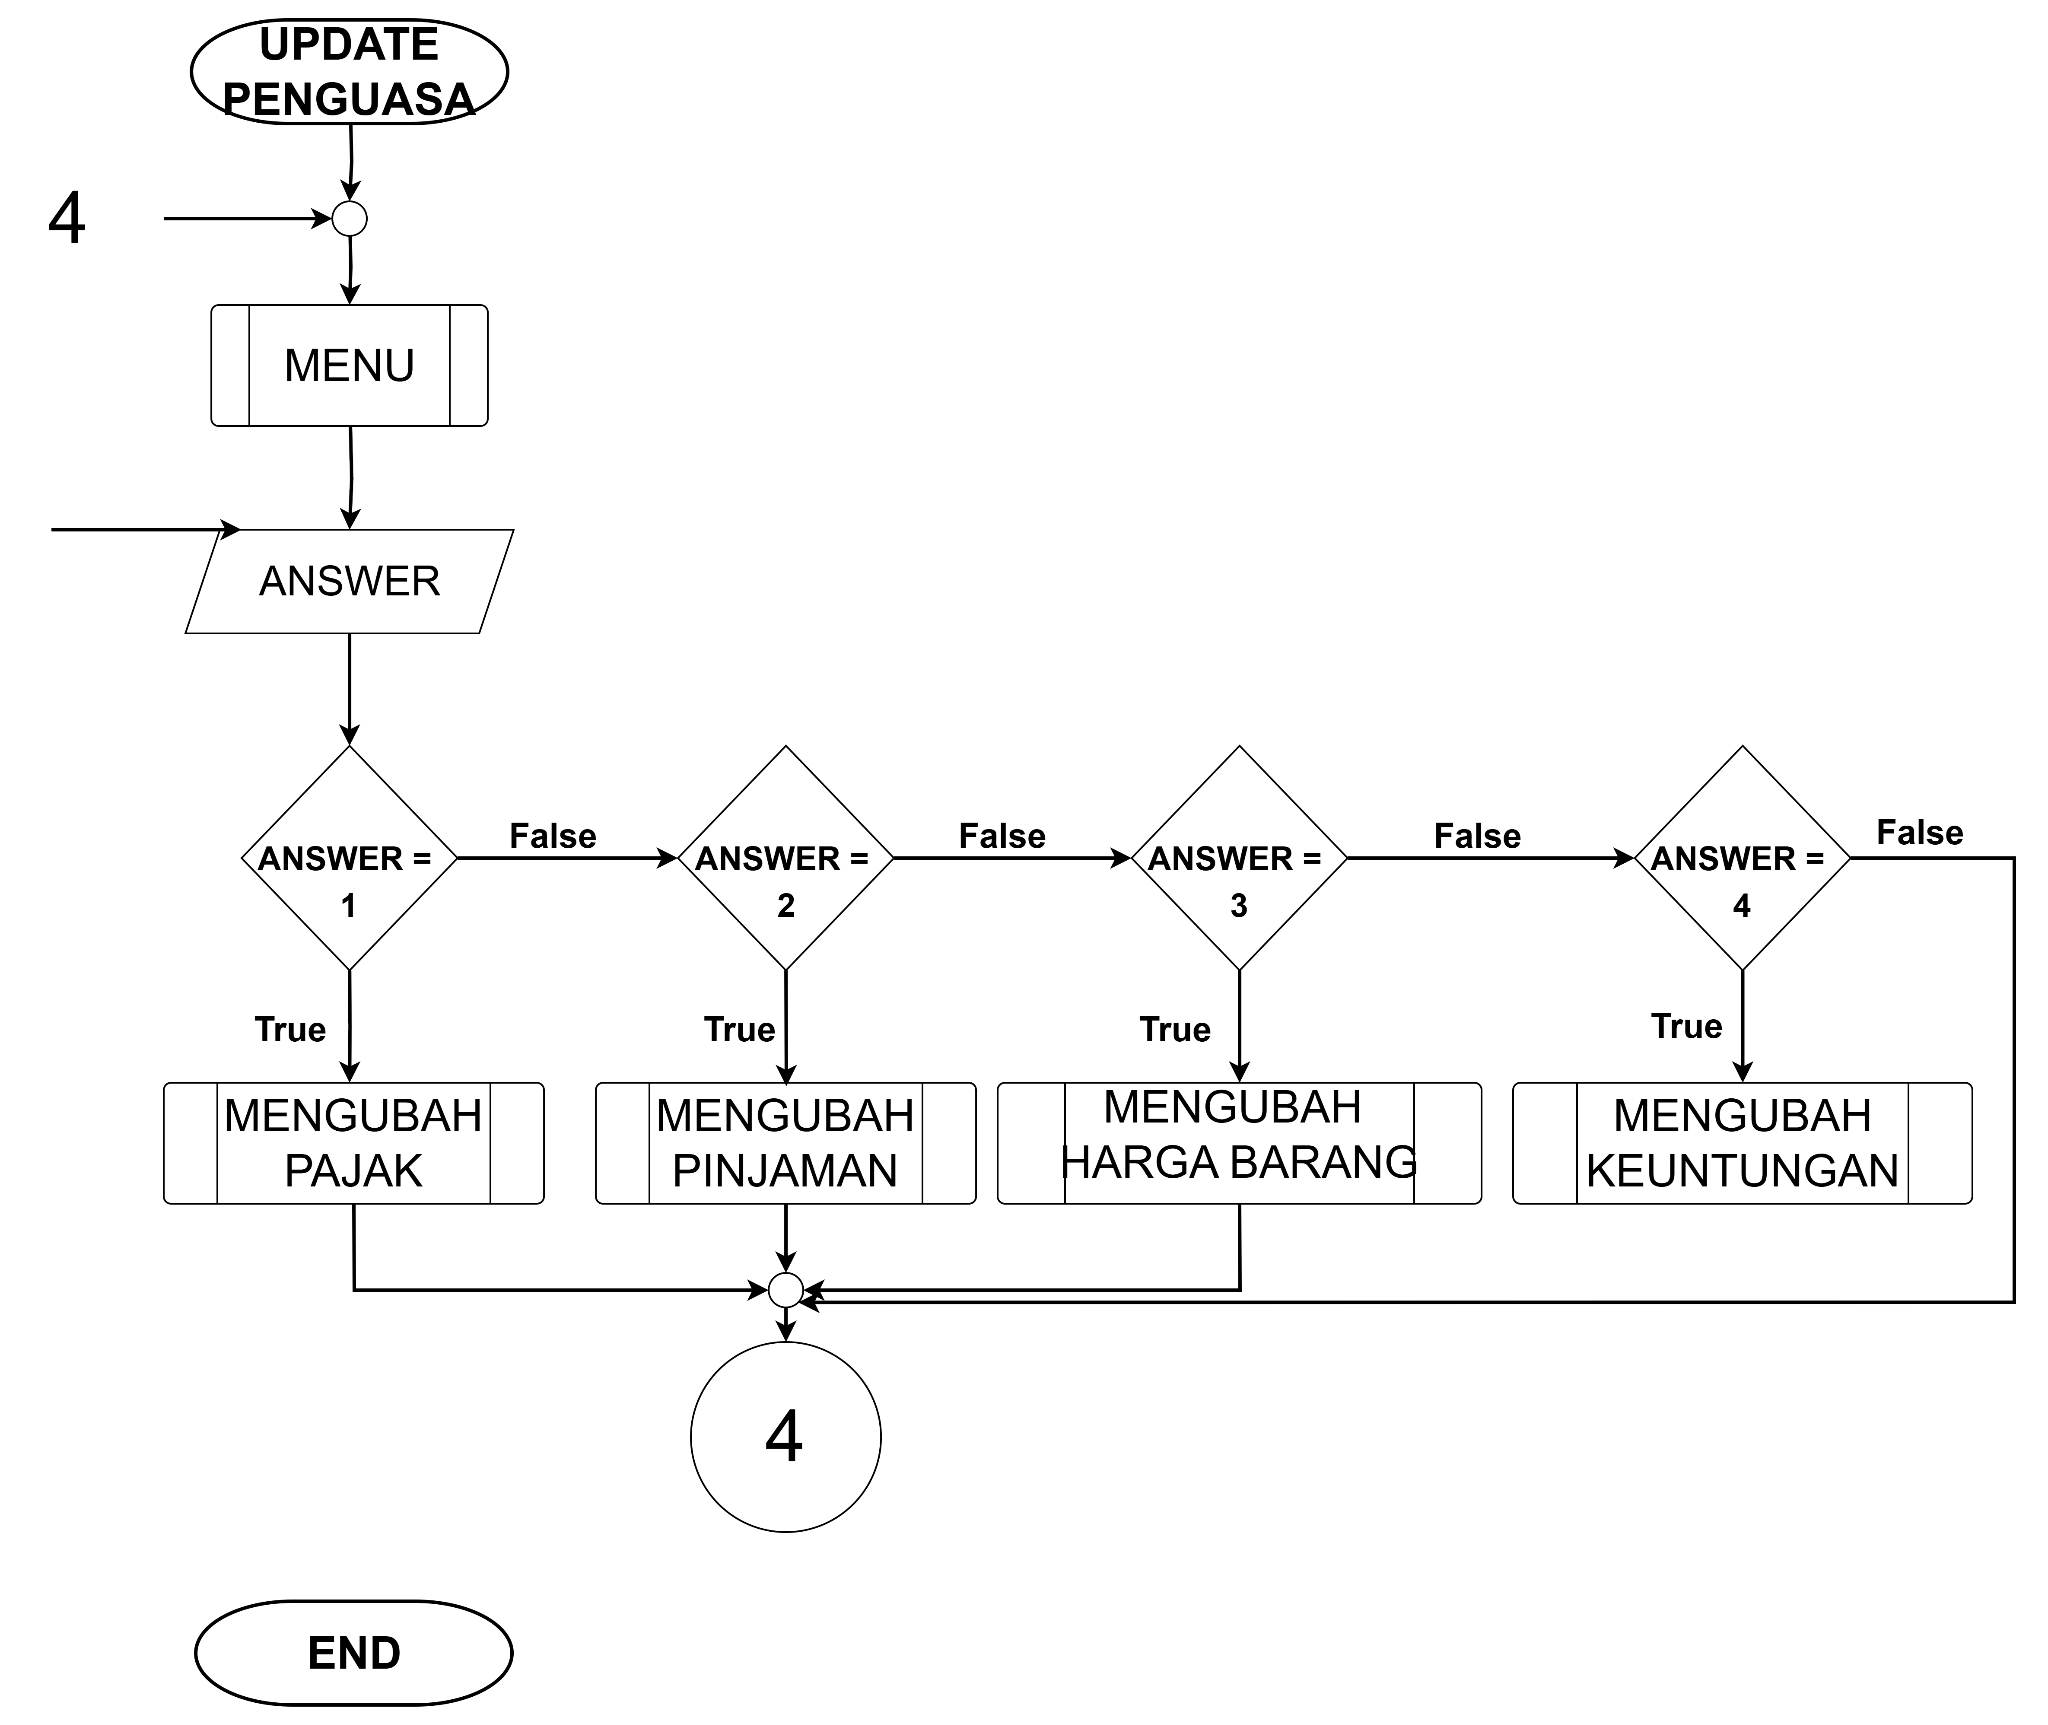 UPDATE
PENGUASA
4
MENU
ANSWER
ANSWER =
1
False
ANSWER =
2
False
ANSWER =
3
False
ANSWER =
4
False
True
True
True
True
MENGUBAH
PAJAK
MENGUBAH
PINJAMAN
MENGUBAH
HARGA BARANG
MENGUBAH
KEUNTUNGAN
4
END